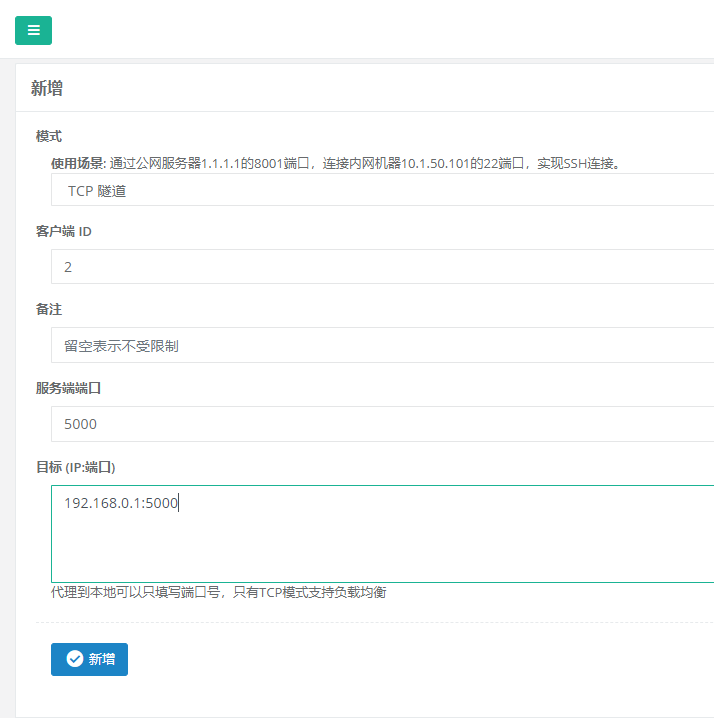 新增
模式
使用场景: 通过公网服务器1.1.1.1的8001端口，连接内网机器10.1.50.101的22端口，实现SSH连接。
TCP 隧道
客户端 ID
2
备注
留空表示不受限制
服务端端口
5000
目标 (IP:端口)
192.168.0.1:5000
代理到本地可以只填写端口号，只有TCP模式支持负载均衡
新增